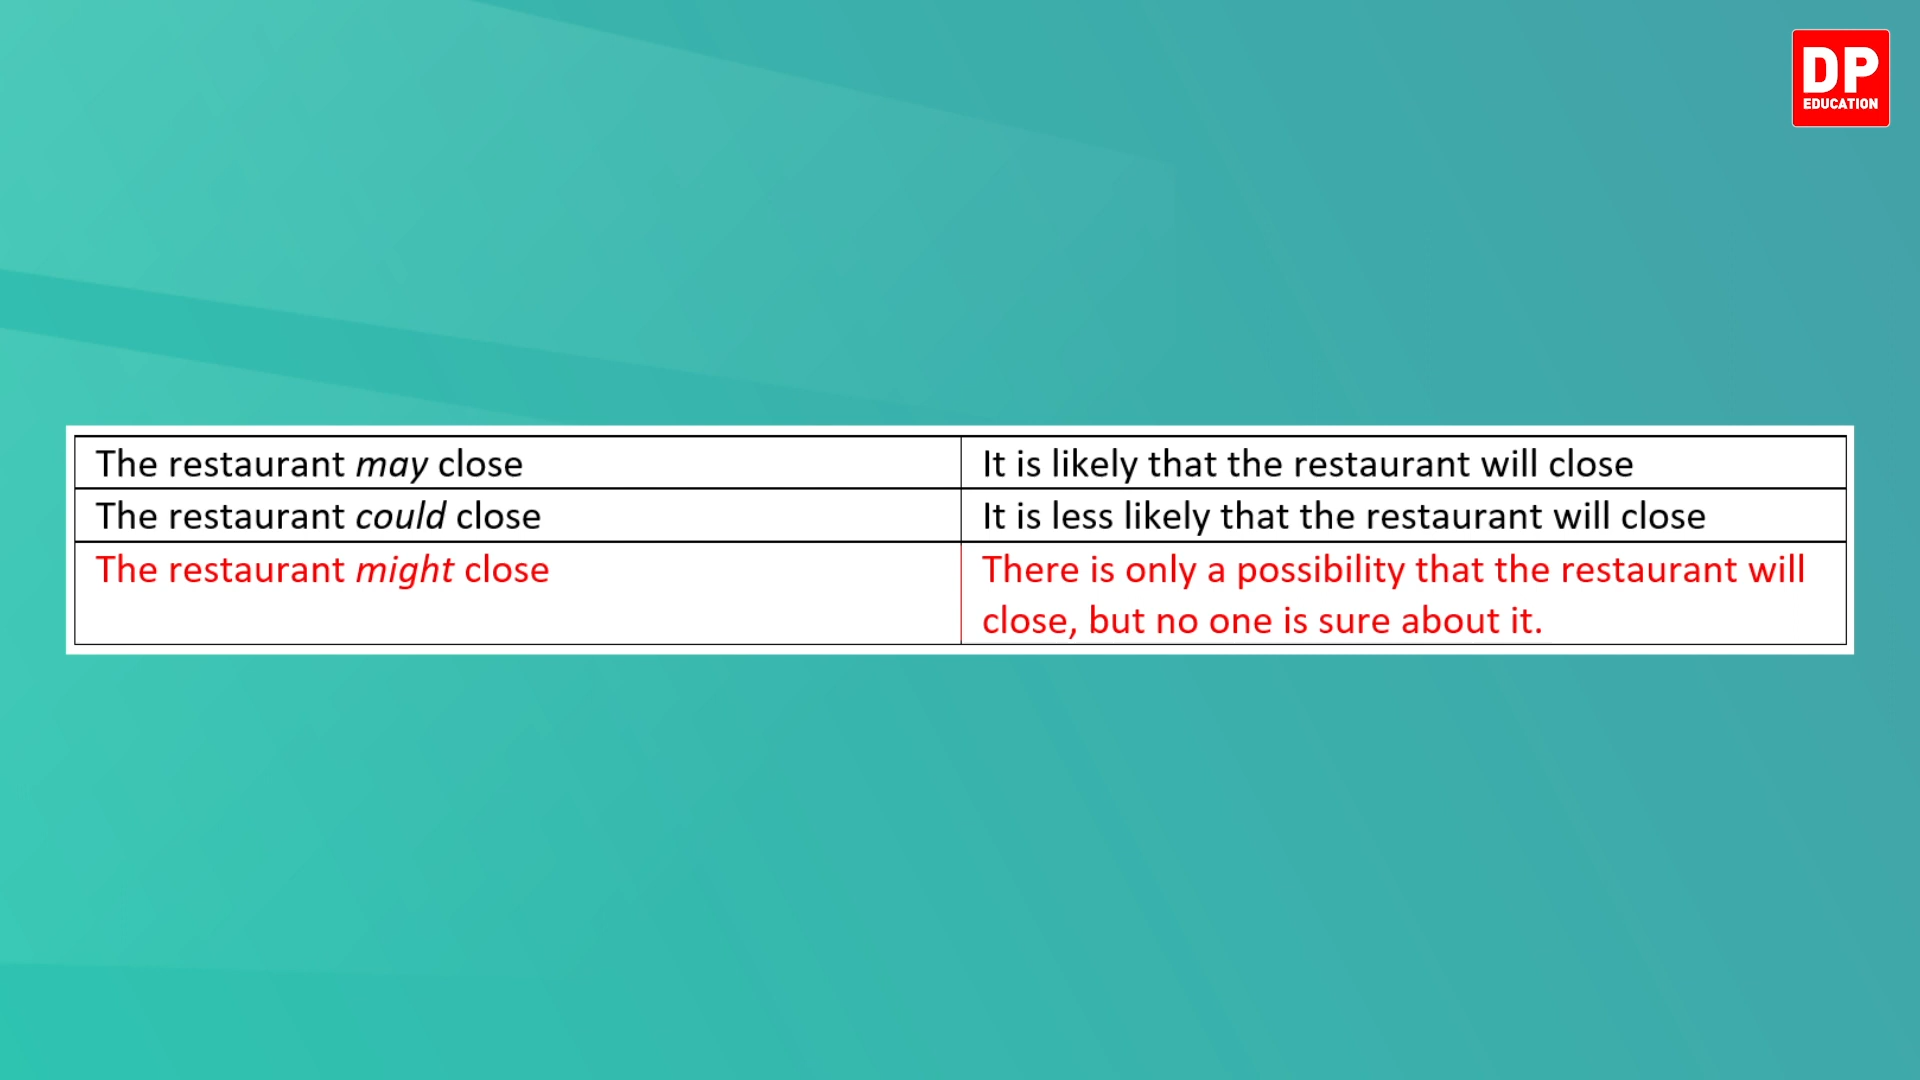 DP
EDUCATION
The restaurant may close
It is likely that the restaurant will close
The restaurant could close
It is less likely that the restaurant will close
The restaurant might close
There is only a possibility that the restaurant will
close, but no one is sure about it.